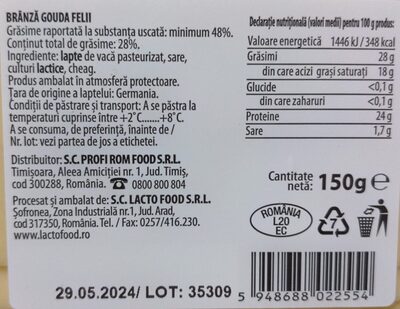 BRÂNZĂ GOUDA FELII
Grăsime raportată la substanța uscată: minimum 48%.
Conținut total de grăsime: 28%.
Ingrediente: lapte de vacă pasteurizat, sare,
culturi lactice, cheag.
Produs ambalat in atmosferă protectoare.
Țara de origine a laptelui: Germania.
Condiții de păstrare și transport: A se păstra la
temperaturi cuprinse între +2°C.......+8°C.
A se consuma, de preferință, înainte de /
Nr. lot: vezi partea de jos a etichetei.
Distribuitor: S.C. PROFI ROM FOOD S.R.L.
Timișoara, Aleea Amiciției nr. 1, Jud. Timiș,
cod 300288, România. ☎ 0800 800 804
Procesat și ambalat de: S.C. LACTO FOOD S.R.L.
Șofronea, Zona Industrială nr.1, Jud. Arad,
cod 317350, România. Tel. / Fax: 0257/416.230.
www.lactofood.ro
Declarație nutrițională (valori medii) pentru 100 g produs:
Valoare energetică 1446 kJ / 348 kcal
Grăsimi 28 g
din care acizi grași saturați 18 g
Glucide <0,1 g
din care zaharuri <0,1 g
Proteine 24 g
Sare 1,7 g
Cantitate
netă: 150g ℮
ROMÂNIA
L20
EC
7
29.05.2024/ LOT: 35309
5 948688 022554